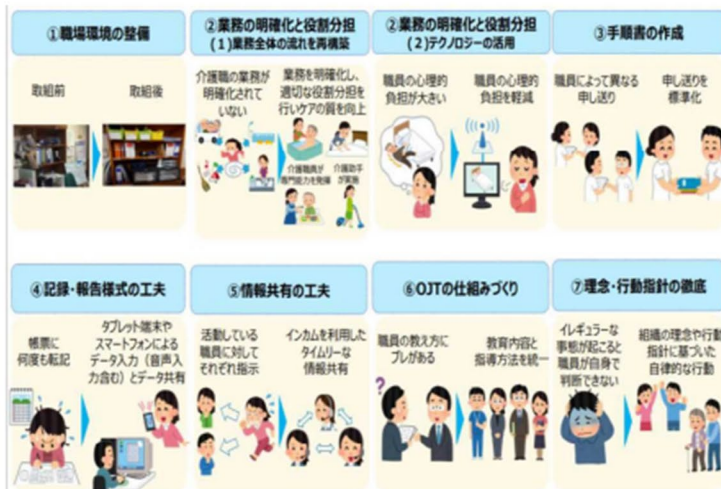 ①職場環境の整備
取組前
取組後
②業務の明確化と役割分担
(1)業務全体の流れを再構築
介護職の業務が
明確化されて
いない
業務を明確化し、
適切な役割分担を
行いケアの質を向上
介護職員が
専門能力を発揮
介護助手
が実施
②業務の明確化と役割分担
(2)テクノロジーの活用
職員の心理的
負担が大きい
職員の心理的
負担を軽減
③手順書の作成
職員によって異なる
申し送り
申し送りを
標準化
④記録・報告様式の工夫
帳票に
何度も転記
タブレット端末や
スマートフォンによる
データ入力(音声入
力含む)とデータ共有
⑤情報共有の工夫
活動している
職員に対して
それぞれ指示
インカムを利用した
タイムリーな
情報共有
⑥OJTの仕組みづくり
職員の教え方に
ブレがある
教育内容と
指導方法を統一
?
⑦理念・行動指針の徹底
イレギュラーな
事態が起こると
職員が自身で
判断できない
組織の理念や行動
指針に基づいた
自律的な行動